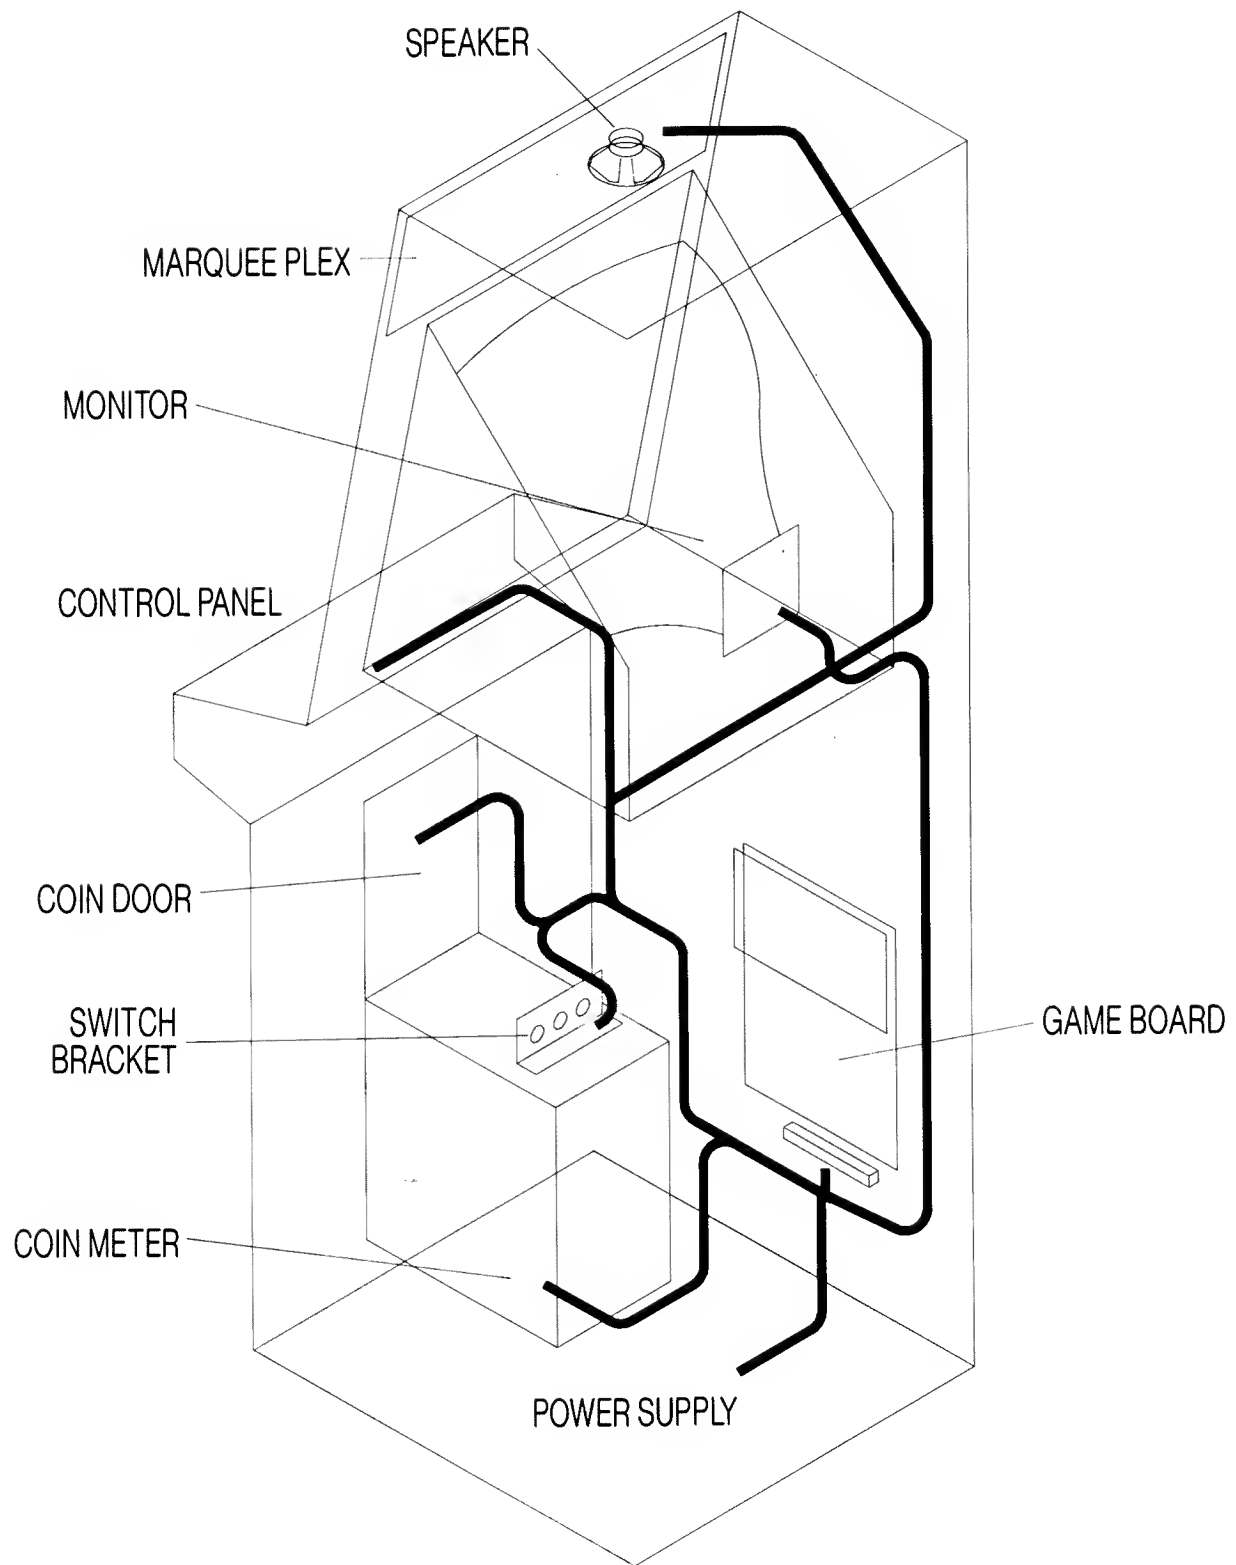 SPEAKER
MARQUEE PLEX
MONITOR
CONTROL PANEL
COIN DOOR
SWITCH
BRACKET
GAME BOARD
COIN METER
POWER SUPPLY